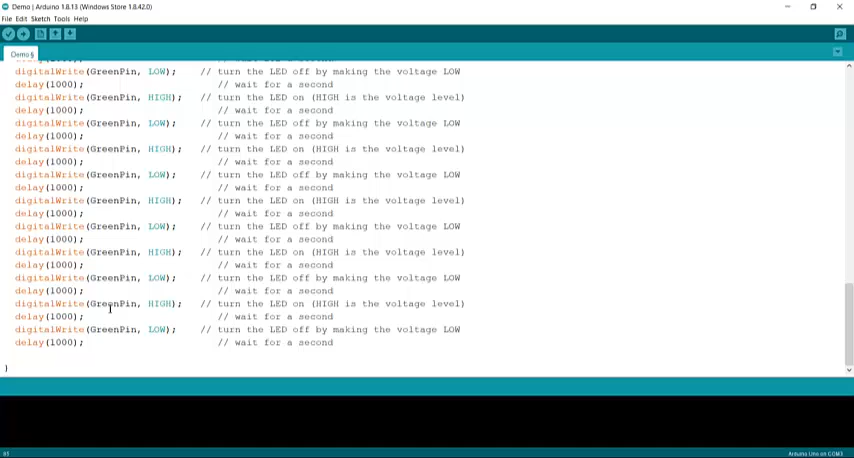 Demo | Arduino 1.8.13 (Windows Store 1.8.42.0)
File Edit Sketch Tools Help
Demo §
digitalWrite(GreenPin, LOW);    // turn the LED off by making the voltage LOW
delay(1000);                       // wait for a second
digitalWrite(GreenPin, HIGH);   // turn the LED on (HIGH is the voltage level)
delay(1000);                       // wait for a second
digitalWrite(GreenPin, LOW);    // turn the LED off by making the voltage LOW
delay(1000);                       // wait for a second
digitalWrite(GreenPin, HIGH);   // turn the LED on (HIGH is the voltage level)
delay(1000);                       // wait for a second
digitalWrite(GreenPin, LOW);    // turn the LED off by making the voltage LOW
delay(1000);                       // wait for a second
digitalWrite(GreenPin, HIGH);   // turn the LED on (HIGH is the voltage level)
delay(1000);                       // wait for a second
digitalWrite(GreenPin, LOW);    // turn the LED off by making the voltage LOW
delay(1000);                       // wait for a second
digitalWrite(GreenPin, HIGH);   // turn the LED on (HIGH is the voltage level)
delay(1000);                       // wait for a second
digitalWrite(GreenPin, LOW);    // turn the LED off by making the voltage LOW
delay(1000);                       // wait for a second
digitalWrite(GreenPin, HIGH);   // turn the LED on (HIGH is the voltage level)
delay(1000);                       // wait for a second
digitalWrite(GreenPin, LOW);    // turn the LED off by making the voltage LOW
delay(1000);                       // wait for a second
}
Arduino Uno on COM3